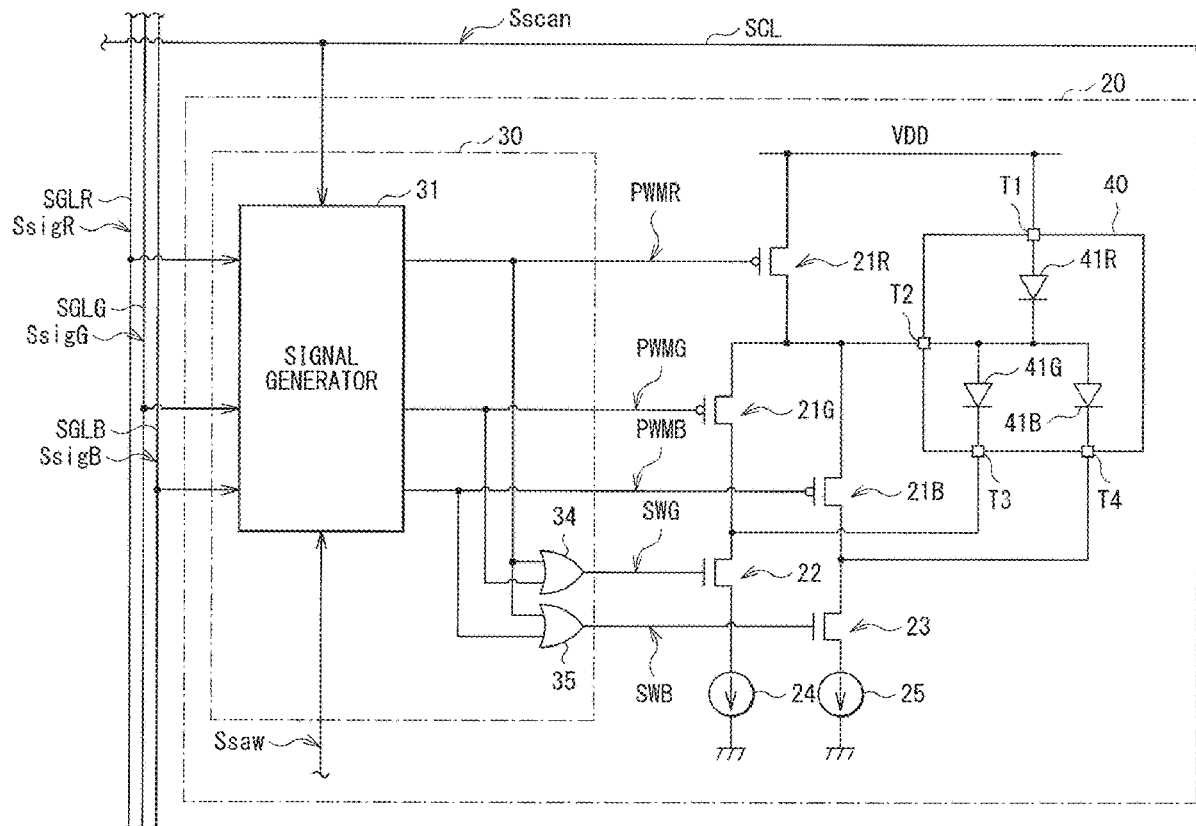 Sscan
SCL
20
30
VDD
SGLR
SsigR
31
PWMR
T1
40
21R
41R
T2
SGLG
SsigG
SIGNAL
GENERATOR
PWMG
41G
21G
41B
SGLB
SsigB
PWMB
21B
T3
T4
34
SWG
22
23
35
SWB
24
25
Ssaw